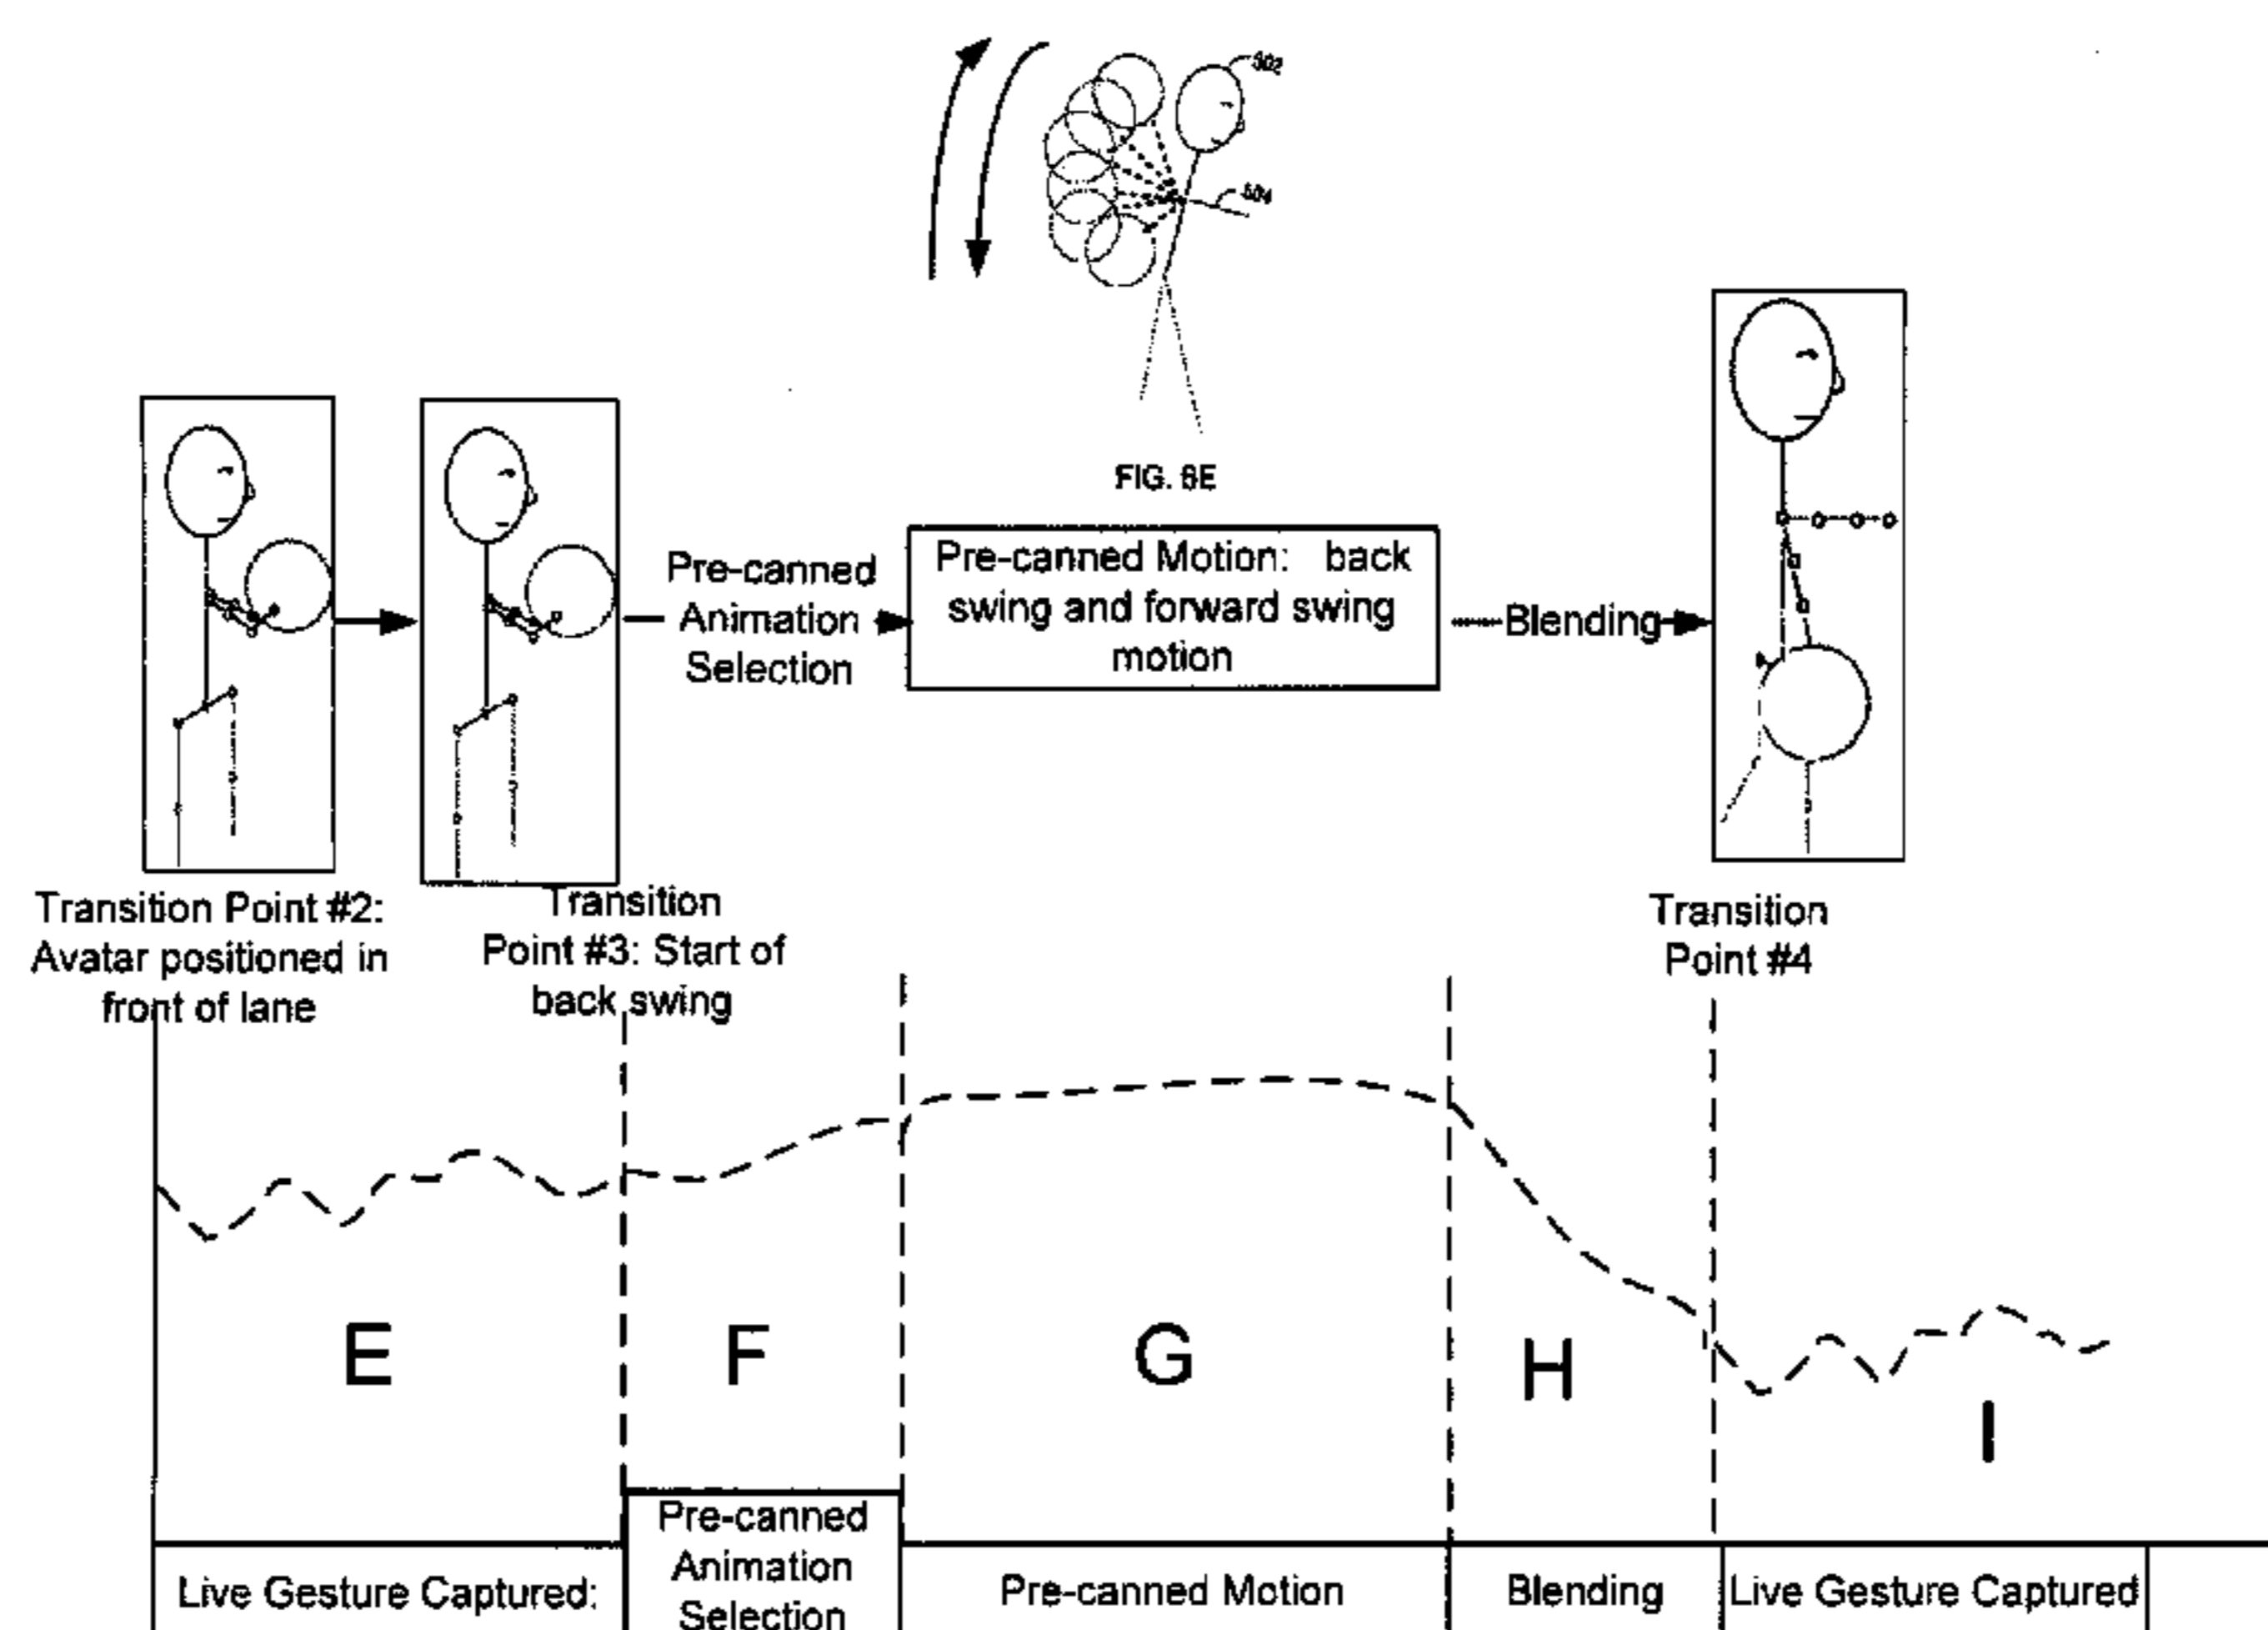 502
504
FIG. 6E
Pre-canned
Animation
Selection
Pre-canned Motion: back
swing and forward swing
motion
Blending
Transition Point #2:
Avatar positioned in
front of lane
Transition
Point #3: Start of
back swing
Transition
Point #4
E
F
G
H
I
Live Gesture Captured:
Pre-canned
Animation
Selection
Pre-canned Motion
Blending
Live Gesture Captured